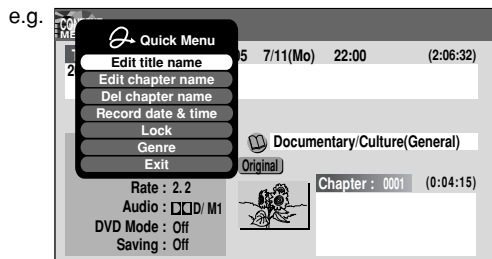 e.g.
Quick Menu
05 7/11(Mo) 22:00 (2:06:32)
Edit title name
2
Edit chapter name
Del chapter name
Record date & time
Lock
Documentary/Culture(General)
Genre
Exit
Original
Rate : 2.2
Chapter : 0001 (0:04:15)
Audio : D/ M1
DVD Mode : Off
Saving : Off